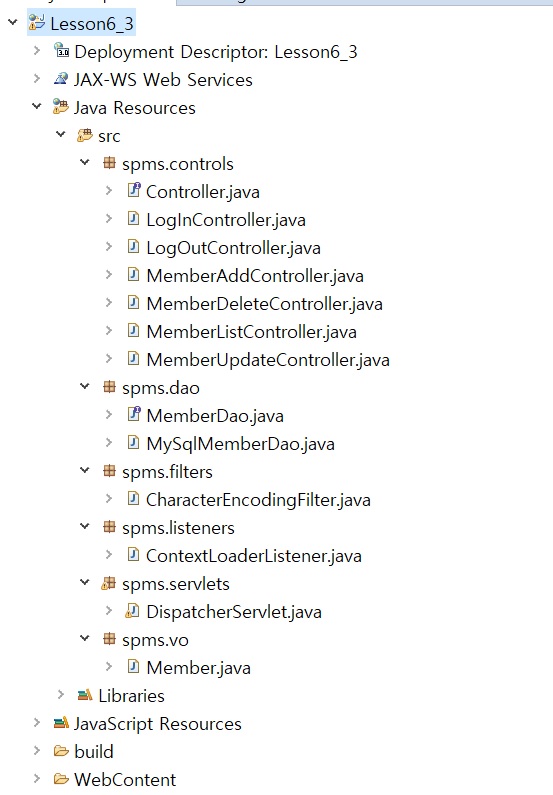 Lesson6_3
3.0 Deployment Descriptor: Lesson6_3
JAX-WS Web Services
Java Resources
src
spms.controls
Controller.java
LogInController.java
LogOutController.java
MemberAddController.java
MemberDeleteController.java
MemberListController.java
MemberUpdateController.java
spms.dao
MemberDao.java
MySqlMemberDao.java
spms.filters
CharacterEncodingFilter.java
spms.listeners
ContextLoaderListener.java
spms.servlets
DispatcherServlet.java
spms.vo
Member.java
Libraries
JavaScript Resources
build
WebContent